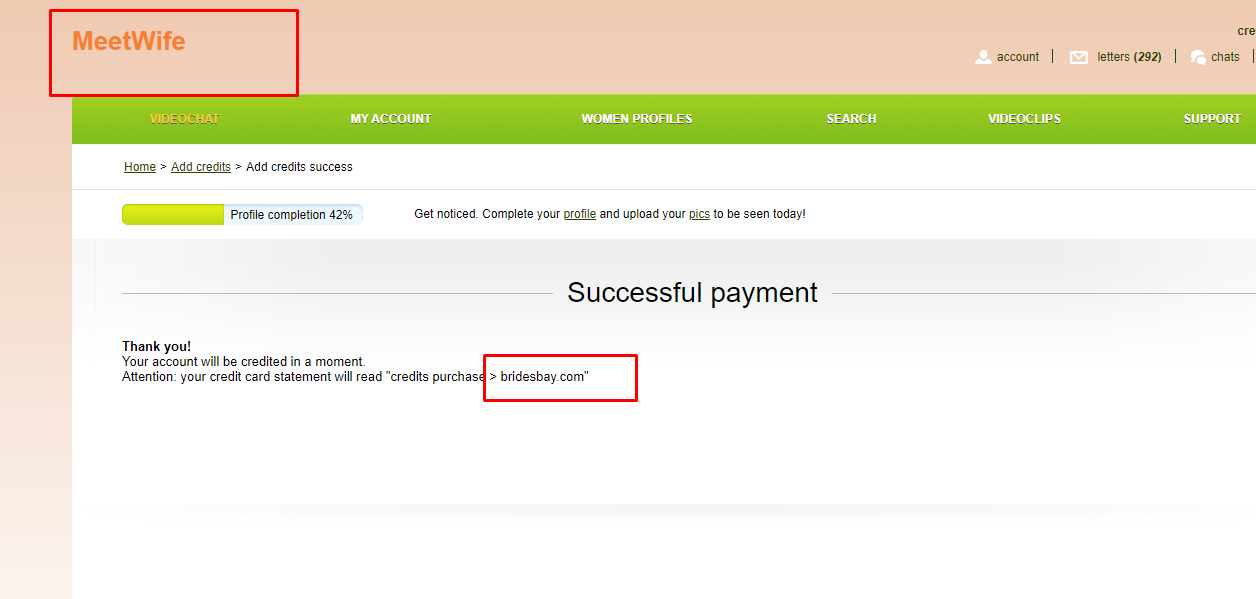 MeetWife
account
letters (292)
chats
VIDEOCHAT
MY ACCOUNT
WOMEN PROFILES
SEARCH
VIDEOCLIPS
SUPPORT
Home > Add credits > Add credits success
Profile completion 42%
Get noticed. Complete your profile and upload your pics to be seen today!
Successful payment
Thank you!
Your account will be credited in a moment.
Attention: your credit card statement will read "credits purchase > bridesbay.com"